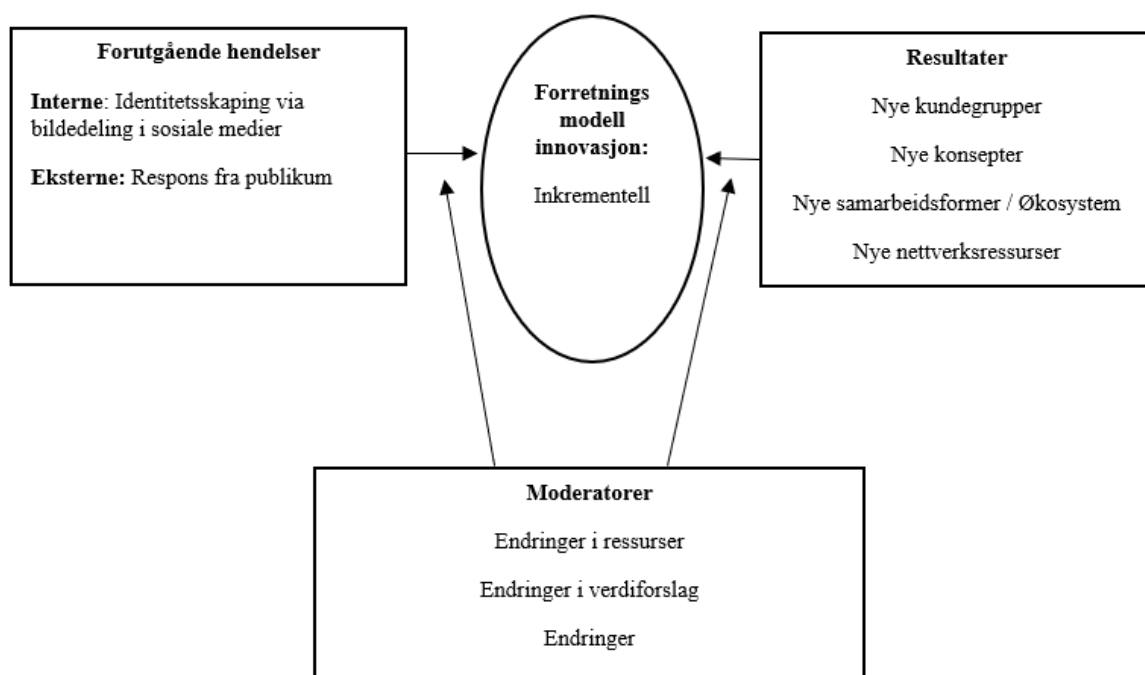 Forutgående hendelser
Interne: Identitetsskaping via
bildedeling i sosiale medier
Eksterne: Respons fra publikum
Forretnings
modell
innovasjon:
Inkrementell
Resultater
Nye kundegrupper
Nye konsepter
Nye samarbeidsformer / Økosystem
Nye nettverksressurser
Moderatorer
Endringer i ressurser
Endringer i verdiforslag
Endringer